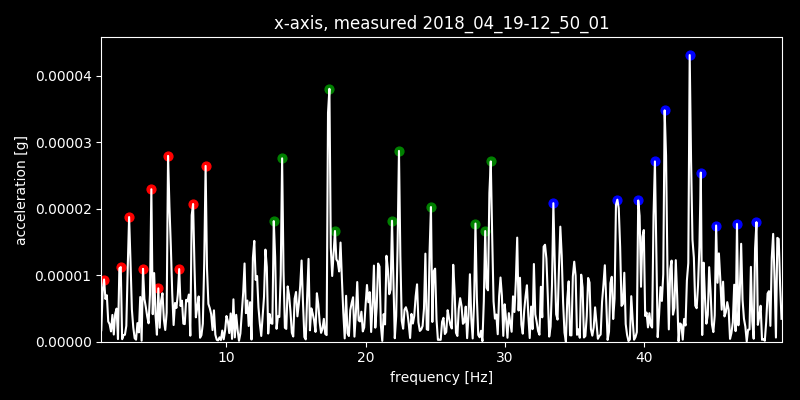 x-axis, measured 2018_04_19-12_50_01
0.00004
0.00003
0.00002
0.00001
0.00000
acceleration [g]
10 20 30 40
frequency [Hz]